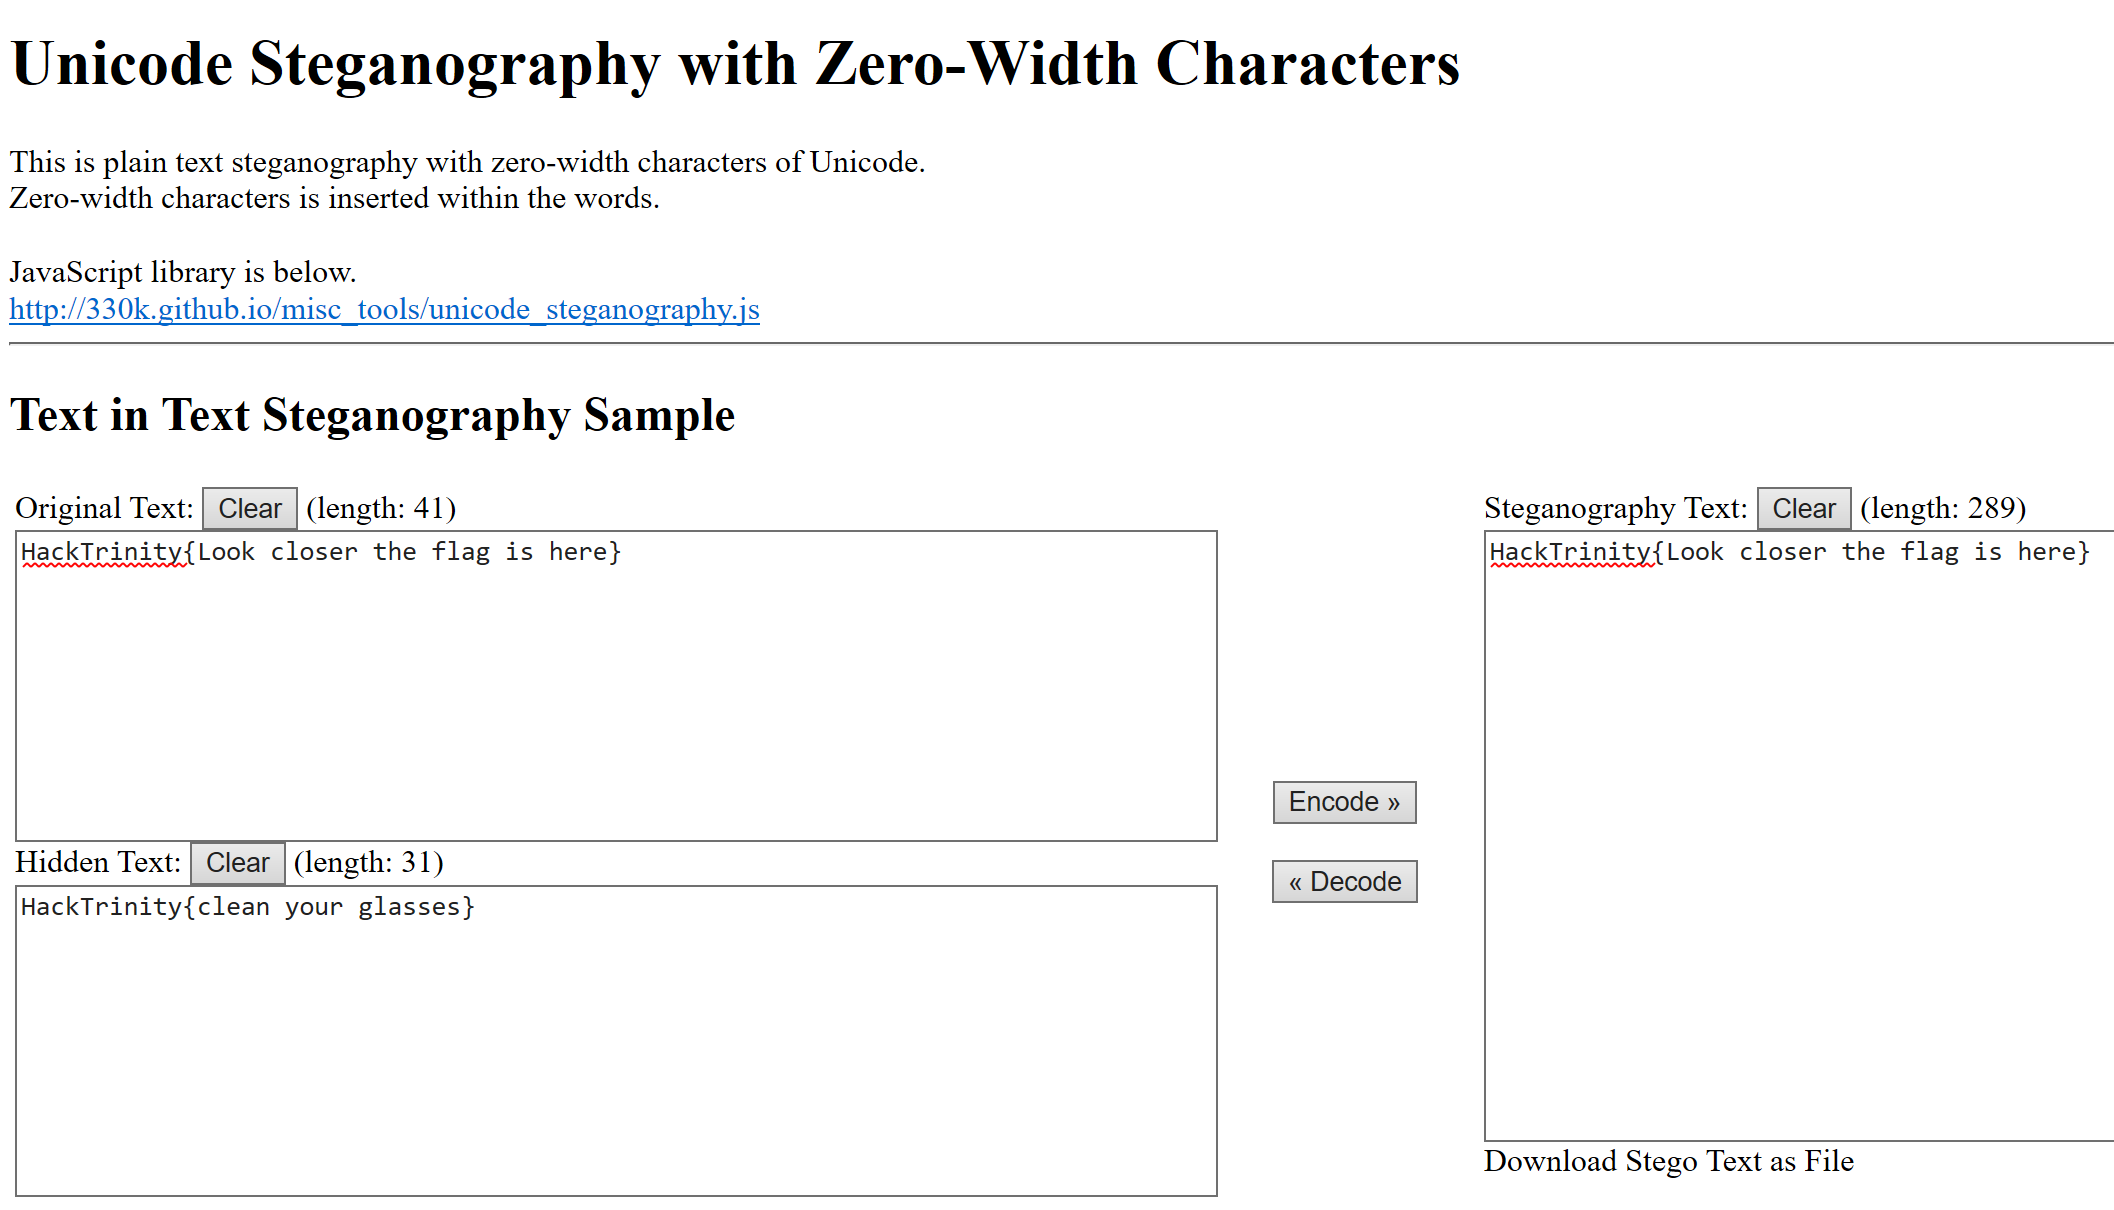 Unicode Steganography with Zero-Width Characters
This is plain text steganography with zero-width characters of Unicode.
Zero-width characters is inserted within the words.
JavaScript library is below.
http://330k.github.io/misc_tools/unicode_steganography.js
Text in Text Steganography Sample
Original Text: Clear (length: 41)
HackTrinity{Look closer the flag is here}
Hidden Text: Clear (length: 31)
HackTrinity{clean your glasses}
Encode »
« Decode
Steganography Text: Clear (length: 289)
HackTrinity{Look closer the flag is here}
Download Stego Text as File